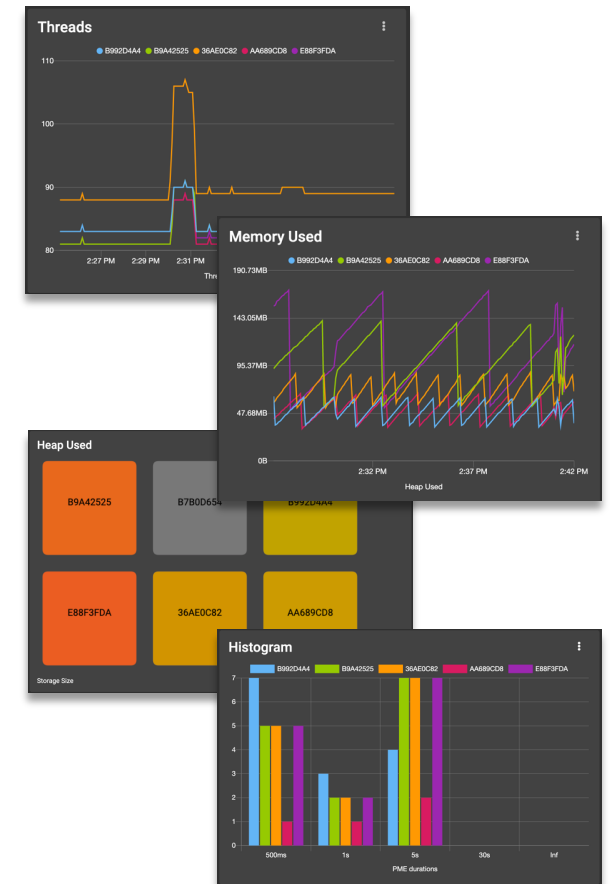 Threads
B992D4A4 B9A42525 36AE0C82 AA689CD8 E88F3FDA
110
100
90
80
2:27 PM 2:29 PM 2:31 PM
Memory Used
B992D4A4 B9A42525 36AE0C82 AA689CD8 E88F3FDA
190.73MB
143.05MB
95.37MB
47.68MB
0B
2:32 PM 2:37 PM 2:42 PM
Heap Used
Heap Used
B9A42525 B7B0D654 B992D4A4
E88F3FDA 36AE0C82 AA689CD8
Storage Size
Histogram
B992D4A4 B9A42525 36AE0C82 AA689CD8 E88F3FDA
7
6
5
4
3
2
1
0
500ms 1s 5s 30s Inf
PME durations